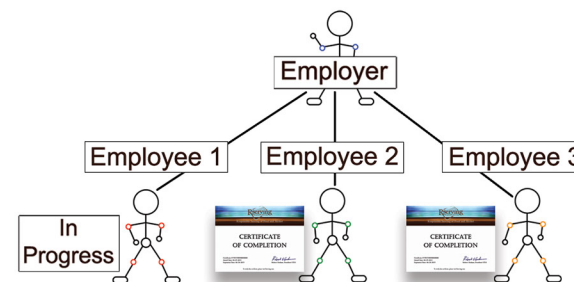 Employer
Employee 1
Employee 2
Employee 3
In
Progress
CERTIFICATE
OF COMPLETION
CERTIFICATE
OF COMPLETION